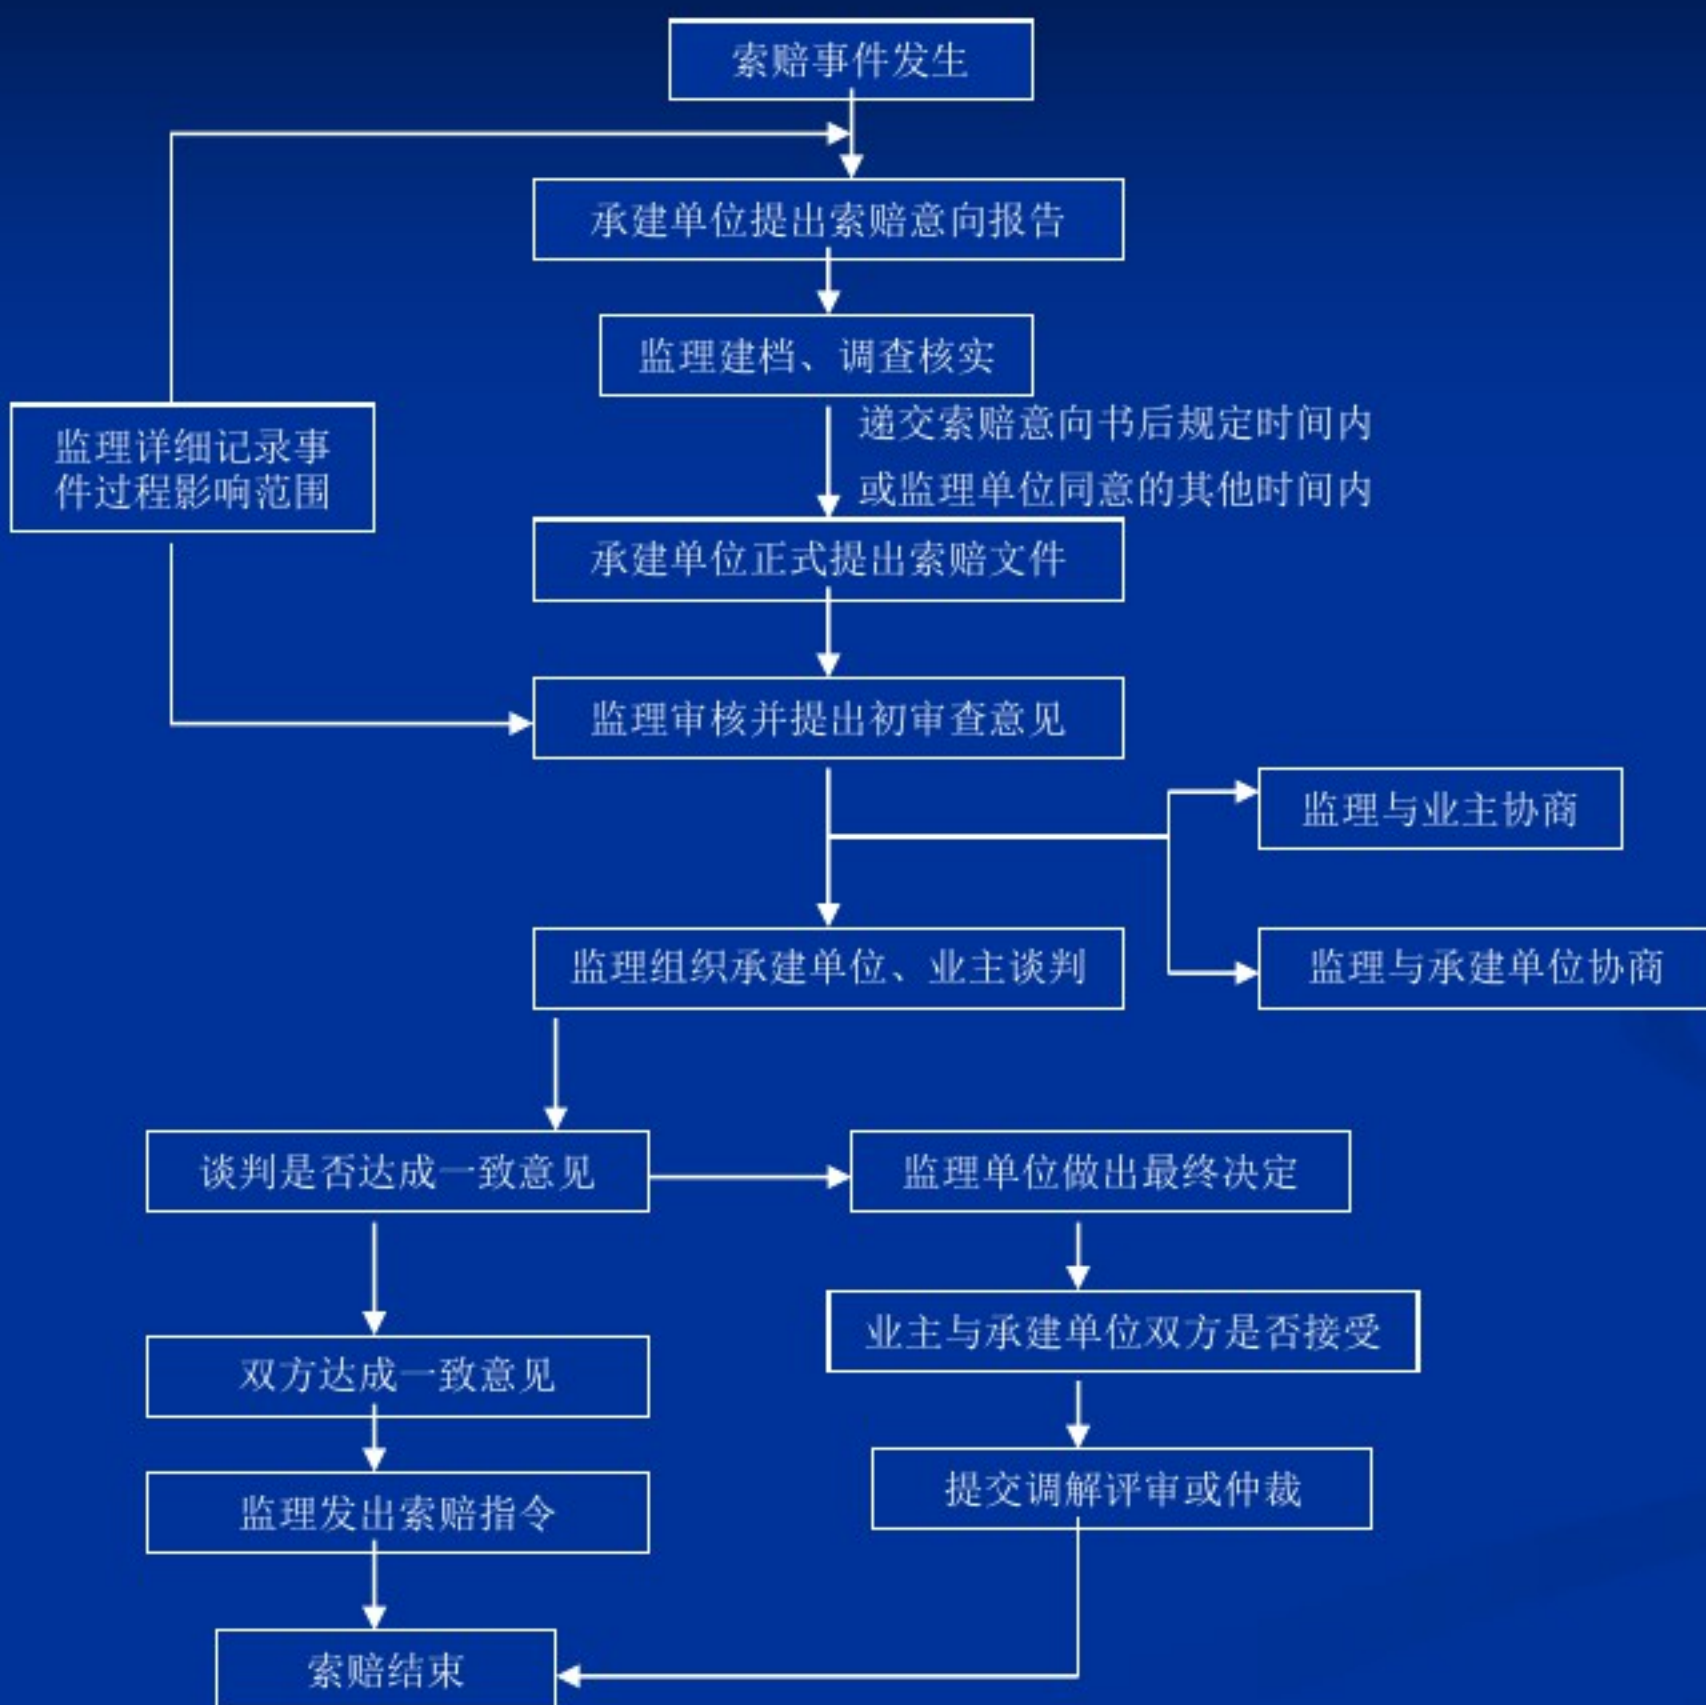 索赔事件发生
承建单位提出索赔意向报告
监理建档、调查核实
递交索赔意向书后规定时间内
或监理单位同意的其他时间内
监理详细记录事
件过程影响范围
承建单位正式提出索赔文件
监理审核并提出初审查意见
监理与业主协商
监理组织承建单位、业主谈判
监理与承建单位协商
谈判是否达成一致意见
监理单位做出最终决定
业主与承建单位双方是否接受
双方达成一致意见
提交调解评审或仲裁
监理发出索赔指令
索赔结束